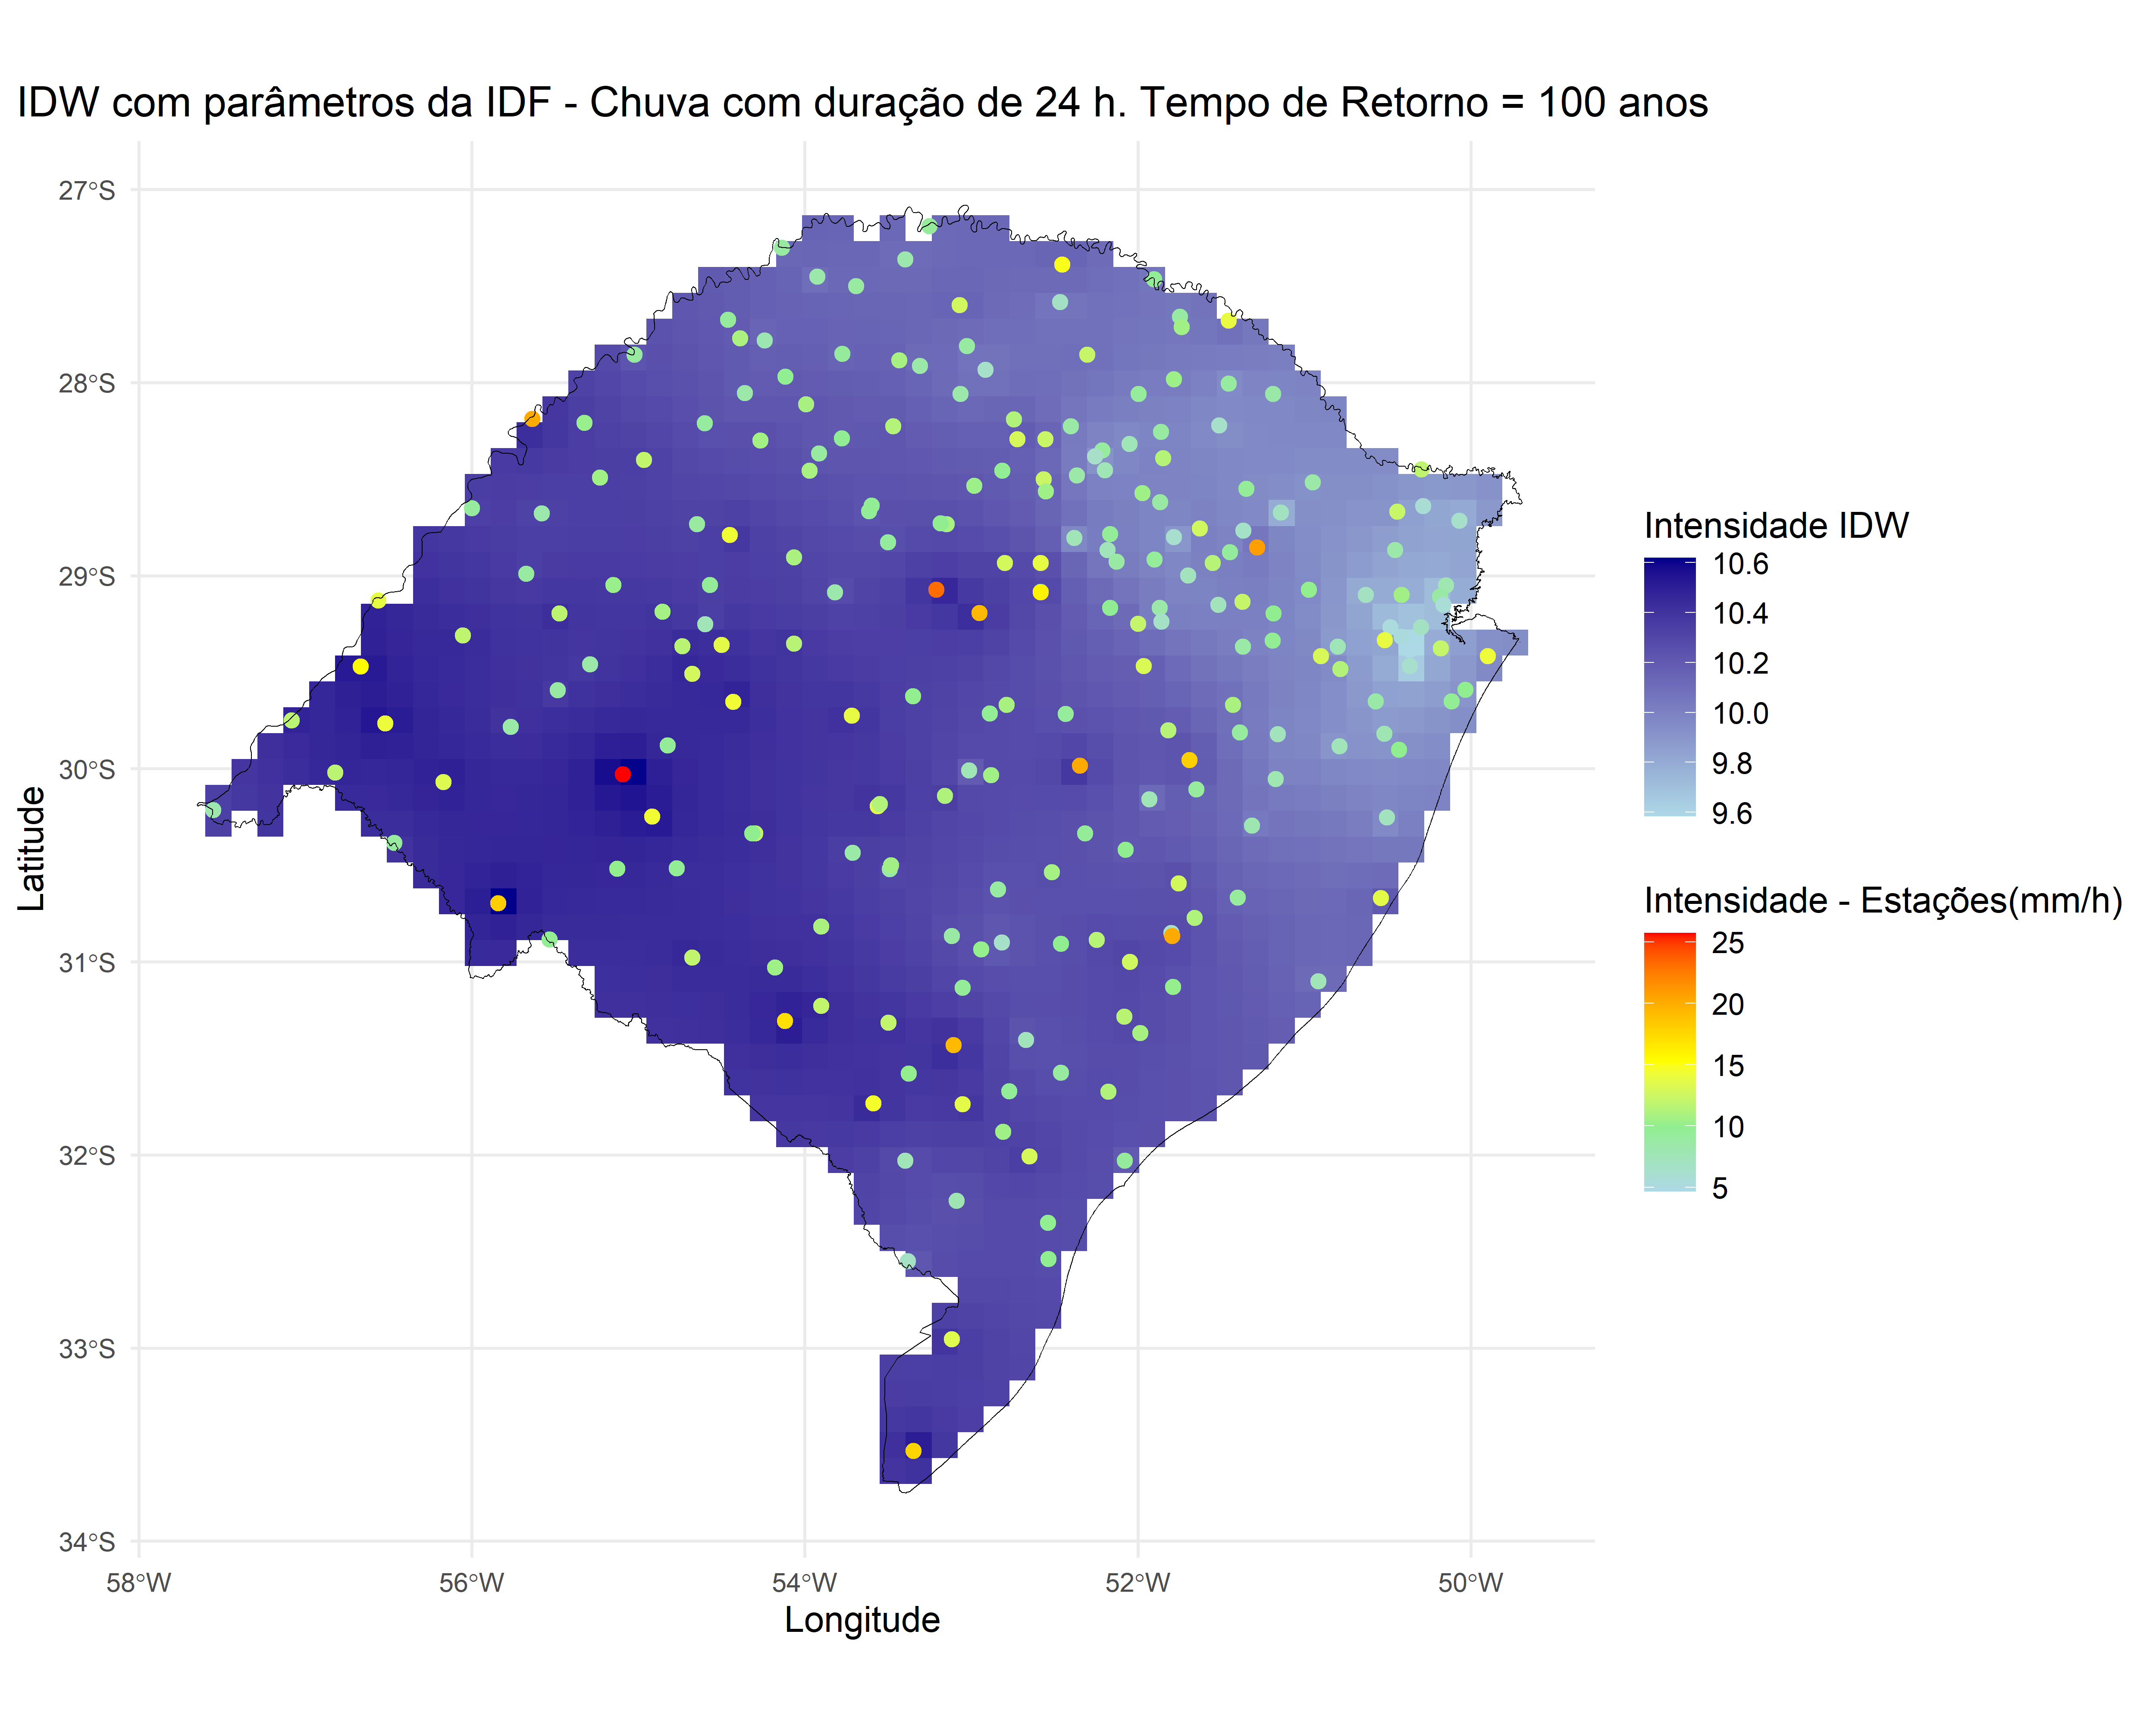 IDW com parâmetros da IDF - Chuva com duração de 24 h. Tempo de Retorno = 100 anos
27°S
28°S
29°S
30°S
31°S
32°S
33°S
34°S
Latitude
58°W
56°W
54°W
52°W
50°W
Longitude
Intensidade IDW
10.6
10.4
10.2
10.0
9.8
9.6
Intensidade - Estações(mm/h)
25
20
15
10
5